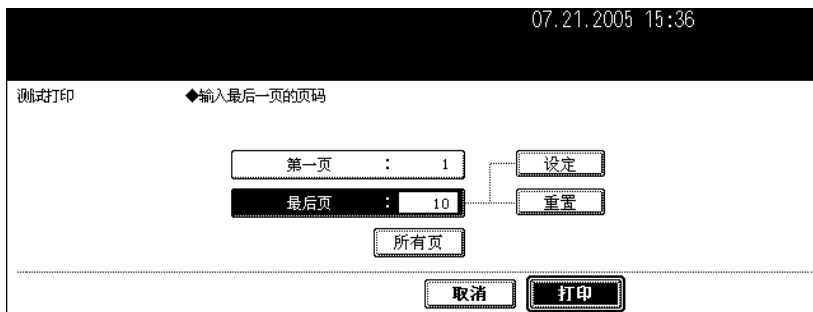 07.21.2005 15:36
测试打印 ◆输入最后一页的页码
第一页 : 1 设定
最后页 : 10 重置
所有页
取消 打印